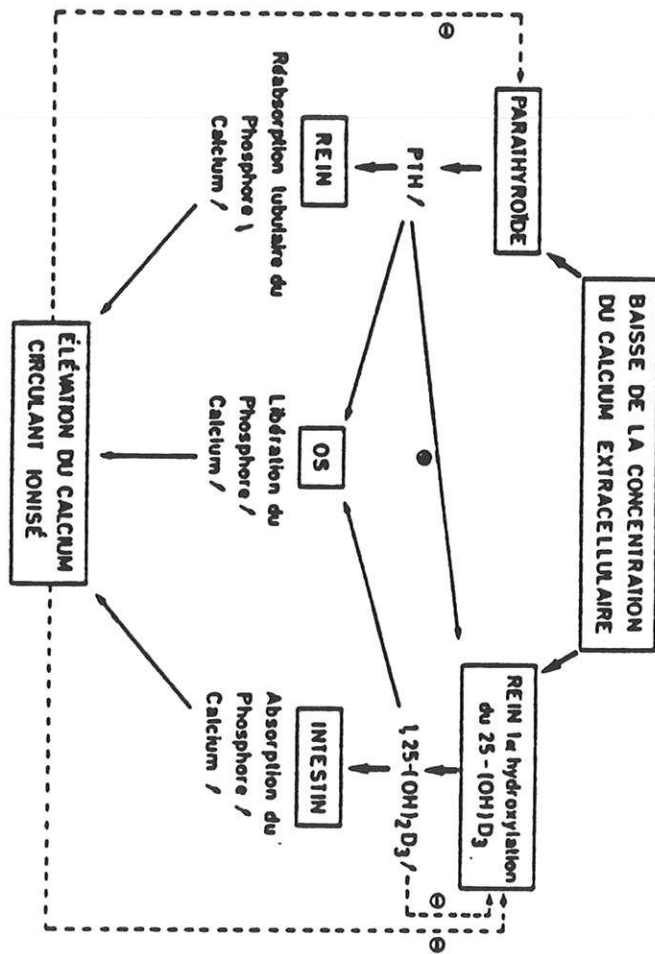 BAISSE DE LA CONCENTRATION
DU CALCIUM EXTRACELLULAIRE
PARATHYROÏDE
REIN 1α hydroxylation
du 25-(OH)D3
⊖
PTH /
1,25-(OH)2D3 /
⊖
⊖
REIN
OS
INTESTIN
Réabsorption tubulaire du
Phosphore \
Calcium /
Libération du
Phosphore /
Calcium /
Absorption du
Phosphore /
Calcium /
ÉLÉVATION DU CALCIUM
CIRCULANT IONISÉ